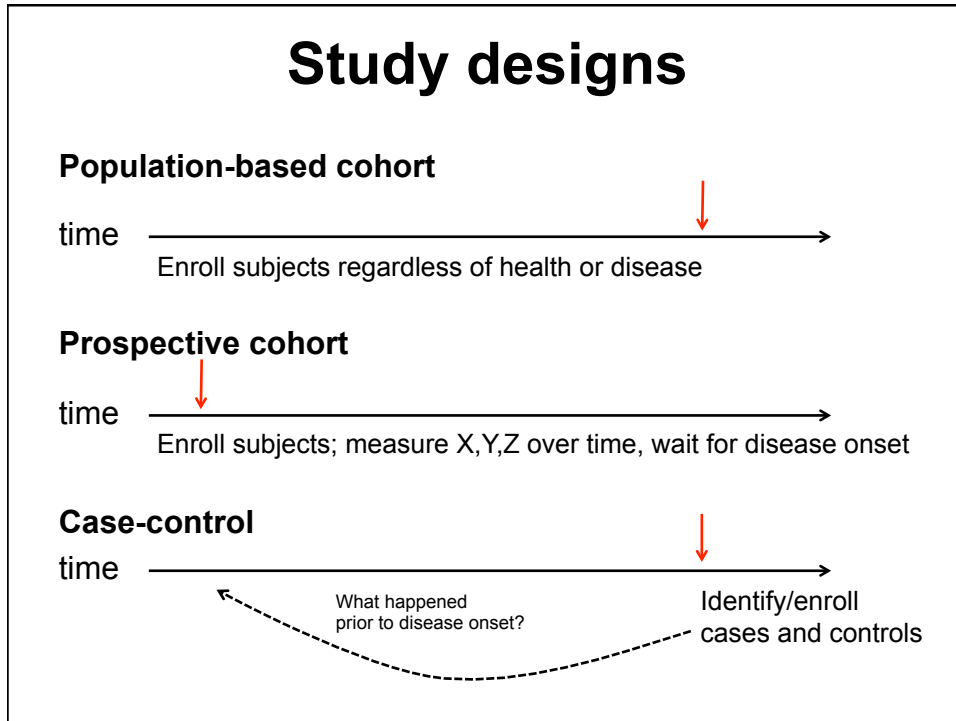 Study designs
Population-based cohort
time
Enroll subjects regardless of health or disease
Prospective cohort
time
Enroll subjects; measure X,Y,Z over time, wait for disease onset
Case-control
time
What happened
prior to disease onset?
Identify/enroll
cases and controls